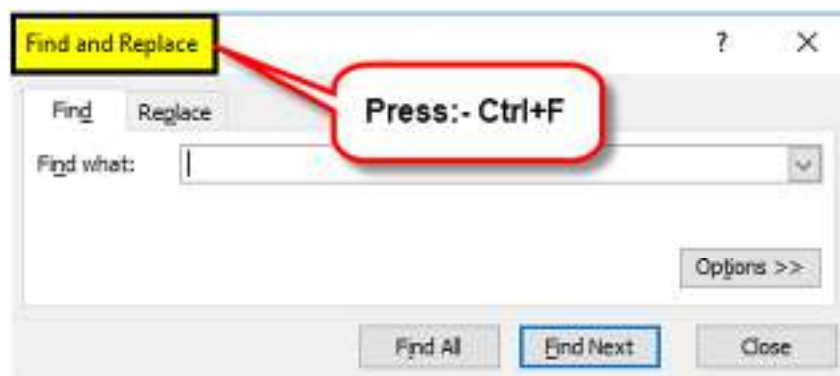 Find and Replace
? ×
Press:- Ctrl+F
Find Replace
Find what:
Options >>
Find All Find Next Close